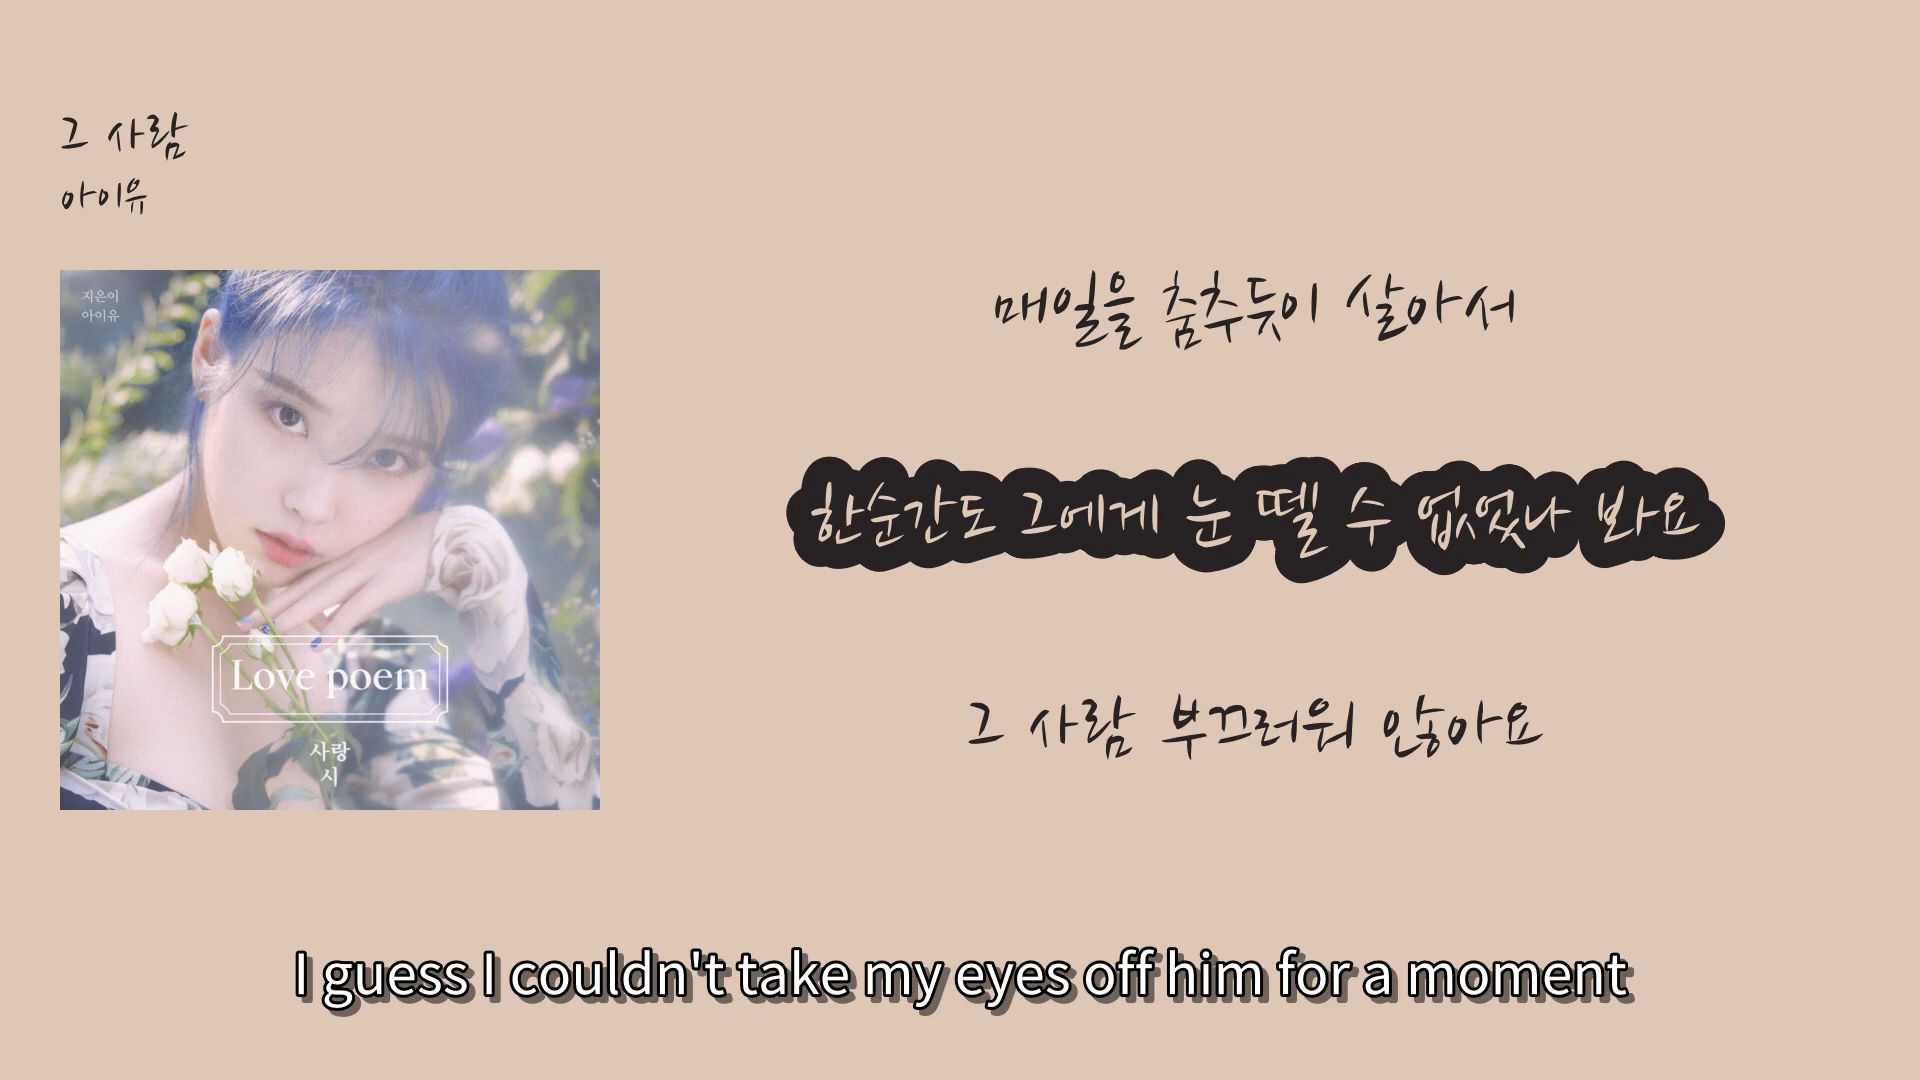 그 사람
아이유
지은이
아이유
Love poem
사랑
시
매일을 춤추듯이 살아서
한순간도 그에게 눈 뗄 수 없었나 봐요
그 사람 부끄러워 않아요
I guess I couldn't take my eyes off him for a moment